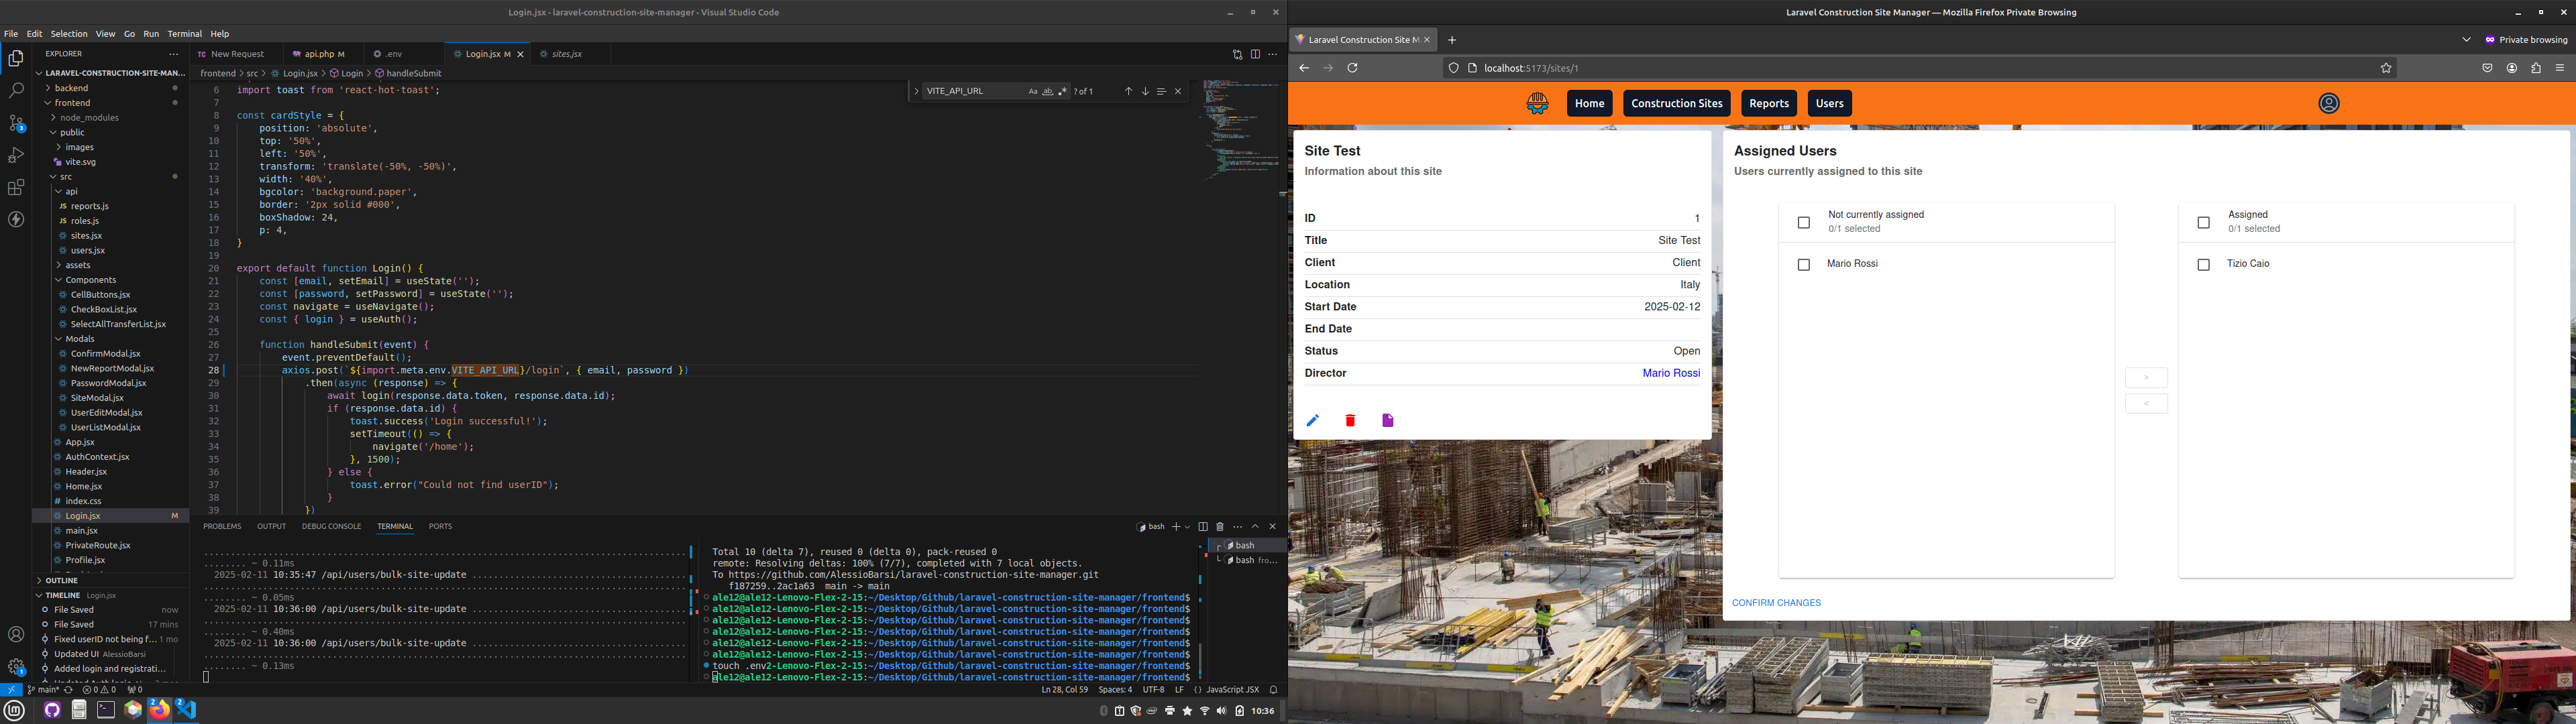 Login.jsx - laravel-construction-site-manager - Visual Studio Code
File Edit Selection View Go Run Terminal Help
EXPLORER
LARAVEL-CONSTRUCTION-SITE-MAN...
backend
frontend
node_modules
public
images
vite.svg
src
api
JS reports.js
JS roles.js
sites.jsx
users.jsx
assets
Components
CellButtons.jsx
CheckBoxList.jsx
SelectAllTransferList.jsx
Modals
ConfirmModal.jsx
NewReportModal.jsx
PasswordModal.jsx
SiteModal.jsx
UserEditModal.jsx
UserListModal.jsx
App.jsx
AuthContext.jsx
Header.jsx
Home.jsx
# index.css
Login.jsx M
main.jsx
PrivateRoute.jsx
Profile.jsx
OUTLINE
TIMELINE Login.jsx
File Saved now
File Saved 17 mins
Fixed userID not being f... 1 mo
Updated UI AlessioBarsi
Added login and registrati...
TC New Request
api.php M
.env
Login.jsx M
sites.jsx
frontend > src > Login.jsx > Login > handleSubmit
VITE_API_URL Aa ab .* ? of 1
6 import toast from 'react-hot-toast';
7
8 const cardStyle = {
9 position: 'absolute',
10 top: '50%',
11 left: '50%',
12 transform: 'translate(-50%, -50%)',
13 width: '40%',
14 bgcolor: 'background.paper',
15 border: '2px solid #000',
16 boxShadow: 24,
17 p: 4,
18 }
19
20 export default function Login() {
21 const [email, setEmail] = useState('');
22 const [password, setPassword] = useState('');
23 const navigate = useNavigate();
24 const { login } = useAuth();
25
26 function handleSubmit(event) {
27 event.preventDefault();
28 axios.post(`${import.meta.env.VITE_API_URL}/login`, { email, password })
29 .then(async (response) => {
30 await login(response.data.token, response.data.id);
31 if (response.data.id) {
32 toast.success('Login successful!');
33 setTimeout(() => {
34 navigate('/home');
35 }, 1500);
36 } else {
37 toast.error("Could not find userID");
38 }
39 })
PROBLEMS OUTPUT DEBUG CONSOLE TERMINAL PORTS
bash
........ ~ 0.11ms
2025-02-11 10:35:47 /api/users/bulk-site-update
........ ~ 0.05ms
2025-02-11 10:36:00 /api/users/bulk-site-update
........ ~ 0.40ms
2025-02-11 10:36:00 /api/users/bulk-site-update
........ ~ 0.13ms
Total 10 (delta 7), reused 0 (delta 0), pack-reused 0
remote: Resolving deltas: 100% (7/7), completed with 7 local objects.
To https://github.com/AlessioBarsi/laravel-construction-site-manager.git
f187259..2ac1a63 main -> main
ale12@ale12-Lenovo-Flex-2-15:~/Desktop/Github/laravel-construction-site-manager/frontend$
ale12@ale12-Lenovo-Flex-2-15:~/Desktop/Github/laravel-construction-site-manager/frontend$
ale12@ale12-Lenovo-Flex-2-15:~/Desktop/Github/laravel-construction-site-manager/frontend$
ale12@ale12-Lenovo-Flex-2-15:~/Desktop/Github/laravel-construction-site-manager/frontend$
ale12@ale12-Lenovo-Flex-2-15:~/Desktop/Github/laravel-construction-site-manager/frontend$
ale12@ale12-Lenovo-Flex-2-15:~/Desktop/Github/laravel-construction-site-manager/frontend$
touch .env2-Lenovo-Flex-2-15:~/Desktop/Github/laravel-construction-site-manager/frontend$
ale12@ale12-Lenovo-Flex-2-15:~/Desktop/Github/laravel-construction-site-manager/frontend$
bash
bash fro...
main* 0 0 0
Ln 28, Col 59 Spaces: 4 UTF-8 LF {} JavaScript JSX
10:36
Laravel Construction Site Manager — Mozilla Firefox Private Browsing
Laravel Construction Site M
Private browsing
localhost:5173/sites/1
Home
Construction Sites
Reports
Users
Site Test
Information about this site
ID 1
Title Site Test
Client Client
Location Italy
Start Date 2025-02-12
End Date
Status Open
Director Mario Rossi
Assigned Users
Users currently assigned to this site
Not currently assigned
0/1 selected
Mario Rossi
>
<
Assigned
0/1 selected
Tizio Caio
CONFIRM CHANGES